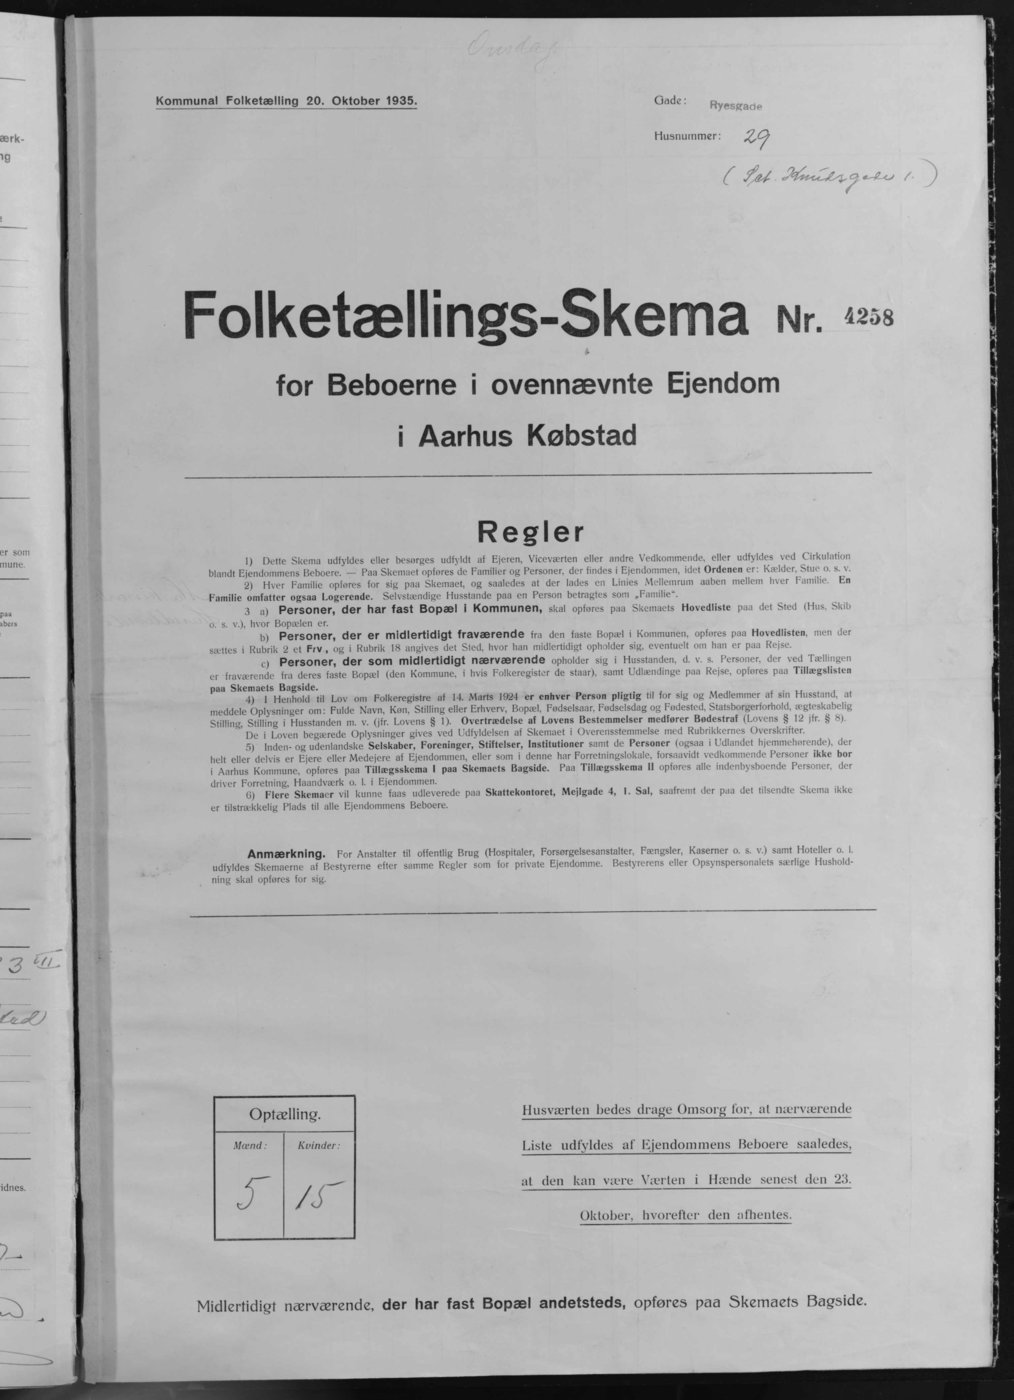 Onsdag
Kommunal Folketælling 20. Oktober 1935.
Gade: Ryesgade
Husnummer: 29
(Sct. Knudsgade 1.)
Folketællings-Skema Nr. 4258
for Beboerne i ovennævnte Ejendom
i Aarhus Købstad
Regler
1) Dette Skema udfyldes eller besørges udfyldt af Ejeren, Viceværten eller andre Vedkommende, eller udfyldes ved Cirkulation
blandt Ejendommens Beboere. — Paa Skemaet opføres de Familier og Personer, der findes i Ejendommen, idet Ordenen er: Kælder, Stue o. s. v.
2) Hver Familie opføres for sig paa Skemaet, og saaledes at der lades en Linies Mellemrum aaben mellem hver Familie. En
Familie omfatter ogsaa Logerende. Selvstændige Husstande paa en Person betragtes som „Familie“.
3 a) Personer, der har fast Bopæl i Kommunen, skal opføres paa Skemaets Hovedliste paa det Sted (Hus, Skib
o. s. v.), hvor Bopælen er.
b) Personer, der er midlertidigt fraværende fra den faste Bopæl i Kommunen, opføres paa Hovedlisten, men der
sættes i Rubrik 2 et Frv., og i Rubrik 18 angives det Sted, hvor han midlertidigt opholder sig, eventuelt om han er paa Rejse.
c) Personer, der som midlertidigt nærværende opholder sig i Husstanden, d. v. s. Personer, der ved Tællingen
er fraværende fra deres faste Bopæl (den Kommune, i hvis Folkeregister de staar), samt Udlændinge paa Rejse, opføres paa Tillægslisten
paa Skemaets Bagside.
4) I Henhold til Lov om Folkeregistre af 14. Marts 1924 er enhver Person pligtig til for sig og Medlemmer af sin Husstand, at
meddele Oplysninger om: Fulde Navn, Køn, Stilling eller Erhverv, Bopæl, Fødselsaar, Fødselsdag og Fødested, Statsborgerforhold, ægteskabelig
Stilling, Stilling i Husstanden m. v. (jfr. Lovens § 1). Overtrædelse af Lovens Bestemmelser medfører Bødestraf (Lovens § 12 jfr. § 8).
De i Loven begærede Oplysninger gives ved Udfyldelsen af Skemaet i Overensstemmelse med Rubrikkernes Overskrifter.
5) Inden- og udenlandske Selskaber, Foreninger, Stiftelser, Institutioner samt de Personer (ogsaa i Udlandet hjemmehørende), der
helt eller delvis er Ejere eller Medejere af Ejendommen, eller som i denne har Forretningslokale, forsaavidt vedkommende Personer ikke bor
i Aarhus Kommune, opføres paa Tillægsskema I paa Skemaets Bagside. Paa Tillægsskema II opføres alle indenbysboende Personer, der
driver Forretning, Haandværk o. l. i Ejendommen.
6) Flere Skemaer vil kunne faas udleverede paa Skattekontoret, Mejlgade 4, 1. Sal, saafremt der paa det tilsendte Skema ikke
er tilstrækkelig Plads til alle Ejendommens Beboere.
Anmærkning. For Anstalter til offentlig Brug (Hospitaler, Forsørgelsesanstalter, Fængsler, Kaserner o. s. v.) samt Hoteller o. l.
udfyldes Skemaerne af Bestyrerne efter samme Regler som for private Ejendomme. Bestyrerens eller Opsynspersonalets særlige Hushold-
ning skal opføres for sig.
Optælling.
Mænd: Kvinder:
5 15
Husværten bedes drage Omsorg for, at nærværende
Liste udfyldes af Ejendommens Beboere saaledes,
at den kan være Værten i Hænde senest den 23.
Oktober, hvorefter den afhentes.
Midlertidigt nærværende, der har fast Bopæl andetsteds, opføres paa Skemaets Bagside.